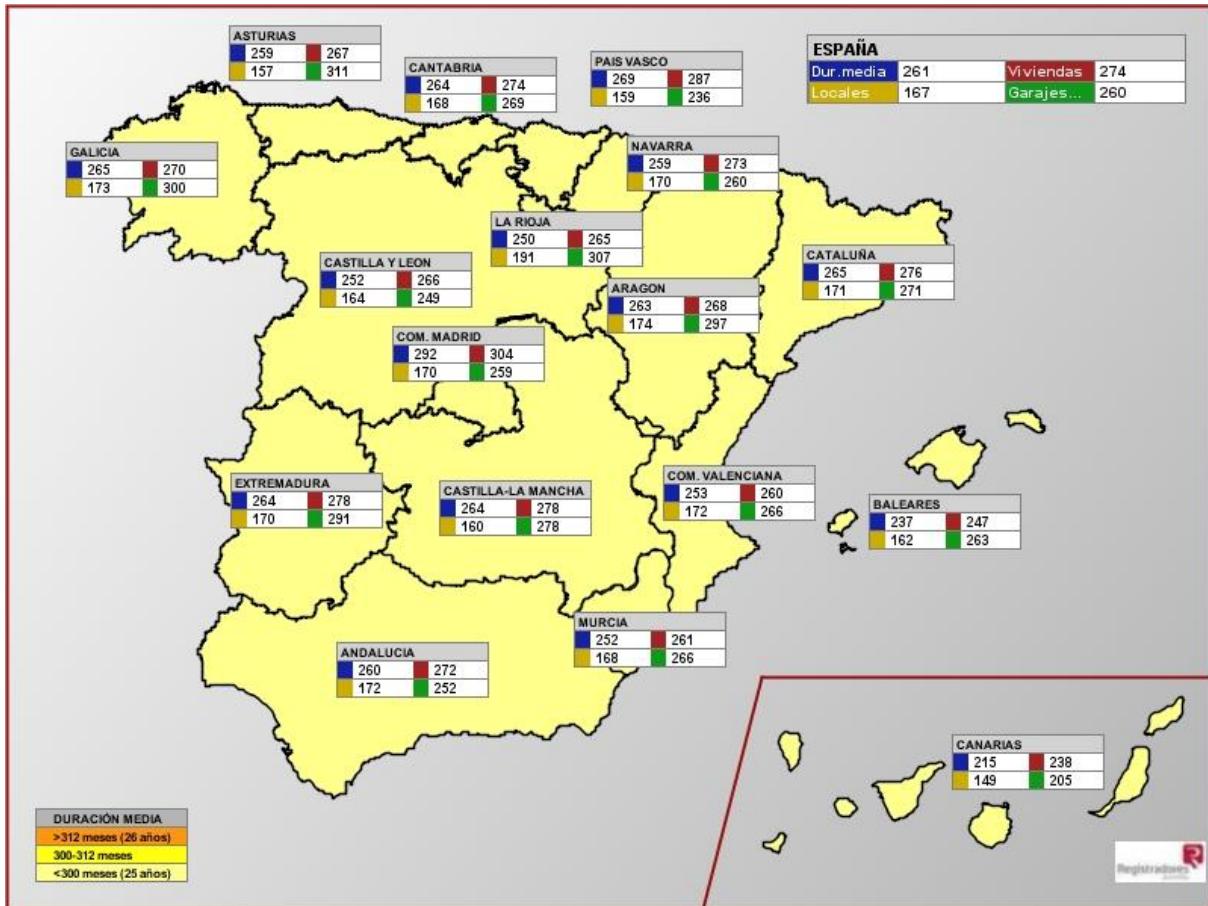 ASTURIAS
259 267
157 311
CANTABRIA
264 274
168 269
PAIS VASCO
269 287
159 236
ESPAÑA
Dur.media 261 Viviendas 274
Locales 167 Garajes... 260
GALICIA
265 270
173 300
NAVARRA
259 273
170 260
LA RIOJA
250 265
191 307
CASTILLA Y LEON
252 266
164 249
CATALUÑA
265 276
171 271
ARAGON
263 268
174 297
COM. MADRID
292 304
170 259
EXTREMADURA
264 278
170 291
CASTILLA-LA MANCHA
264 278
160 278
COM. VALENCIANA
253 260
172 266
BALEARES
237 247
162 263
MURCIA
252 261
168 266
ANDALUCIA
260 272
172 252
CANARIAS
215 238
149 205
DURACIÓN MEDIA
>312 meses (26 años)
300-312 meses
<300 meses (25 años)
Registradores